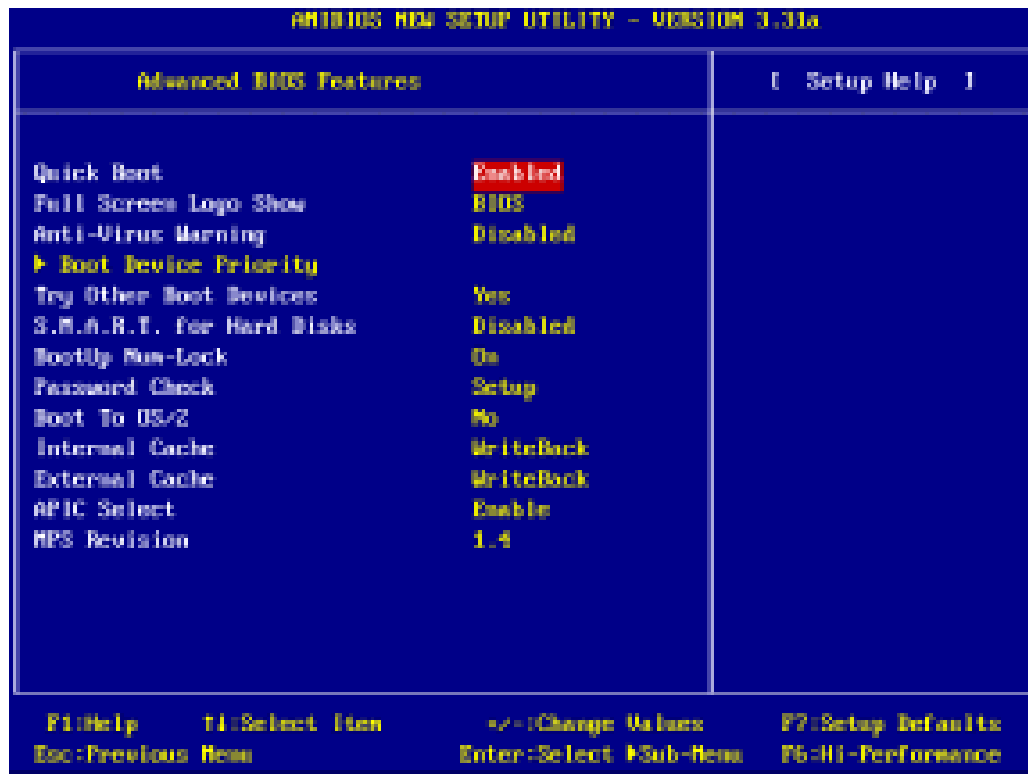 AMIBIOS NEW SETUP UTILITY - VERSION 3.31a
Advanced BIOS Features
[ Setup Help ]
Quick Boot Enabled
Full Screen Logo Show BIOS
Anti-Virus Warning Disabled
▶ Boot Device Priority
Try Other Boot Devices Yes
S.M.A.R.T. for Hard Disks Disabled
BootUp Num-Lock On
Password Check Setup
Boot To OS/2 No
Internal Cache WriteBack
External Cache WriteBack
APIC Select Enable
MPS Revision 1.4
F1:Help ↑↓:Select Item +/-:Change Values F7:Setup Defaults
Esc:Previous Menu Enter:Select ▶Sub-Menu F6:Hi-Performance